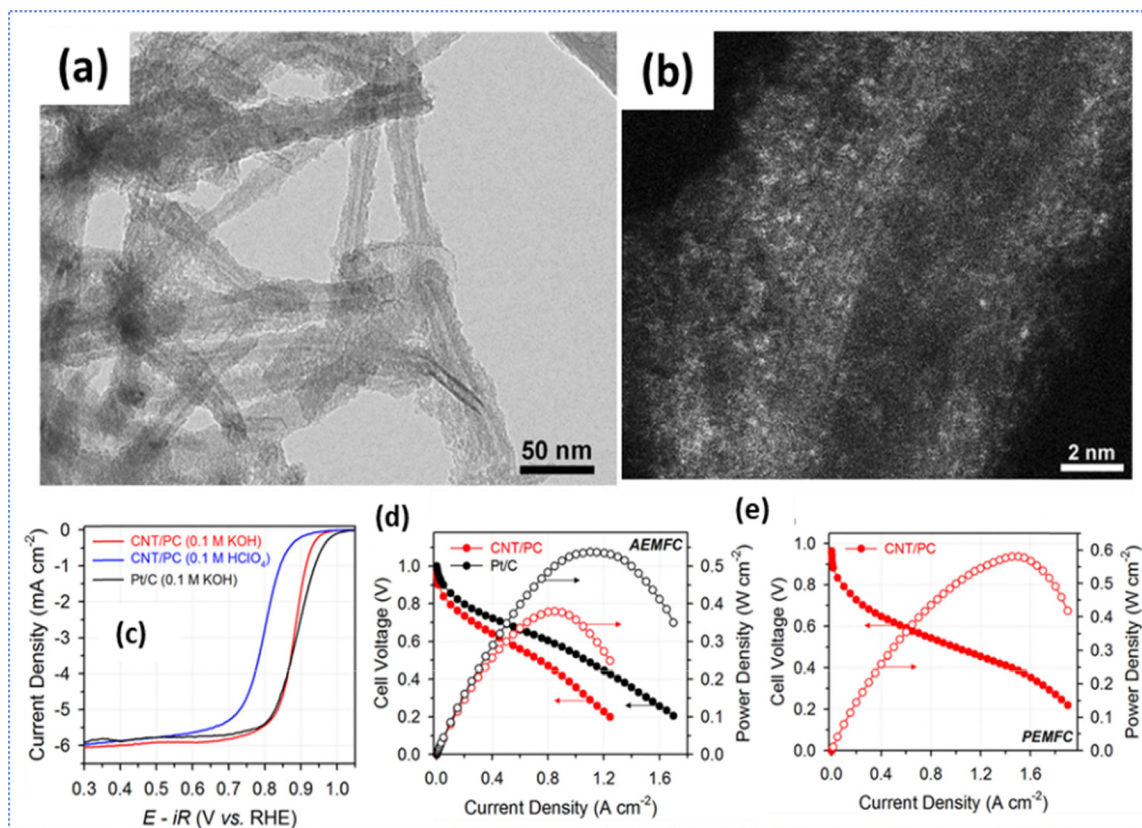 (a)
50 nm
(b)
2 nm
(c)
CNT/PC (0.1 M KOH)
CNT/PC (0.1 M HClO₄)
Pt/C (0.1 M KOH)
Current Density (mA cm⁻²)
0
-1
-2
-3
-4
-5
-6
0.3 0.4 0.5 0.6 0.7 0.8 0.9 1.0
E - iR (V vs. RHE)
(d)
CNT/PC
Pt/C
AEMFC
Cell Voltage (V)
1.0
0.8
0.6
0.4
0.2
0.0
0.0 0.4 0.8 1.2 1.6
Current Density (A cm⁻²)
0.5
0.4
0.3
0.2
0.1
0.0
Power Density (W cm⁻²)
(e)
CNT/PC
PEMFC
Cell Voltage (V)
1.0
0.8
0.6
0.4
0.2
0.0
0.0 0.4 0.8 1.2 1.6
Current Density (A cm⁻²)
0.6
0.5
0.4
0.3
0.2
0.1
0.0
Power Density (W cm⁻²)